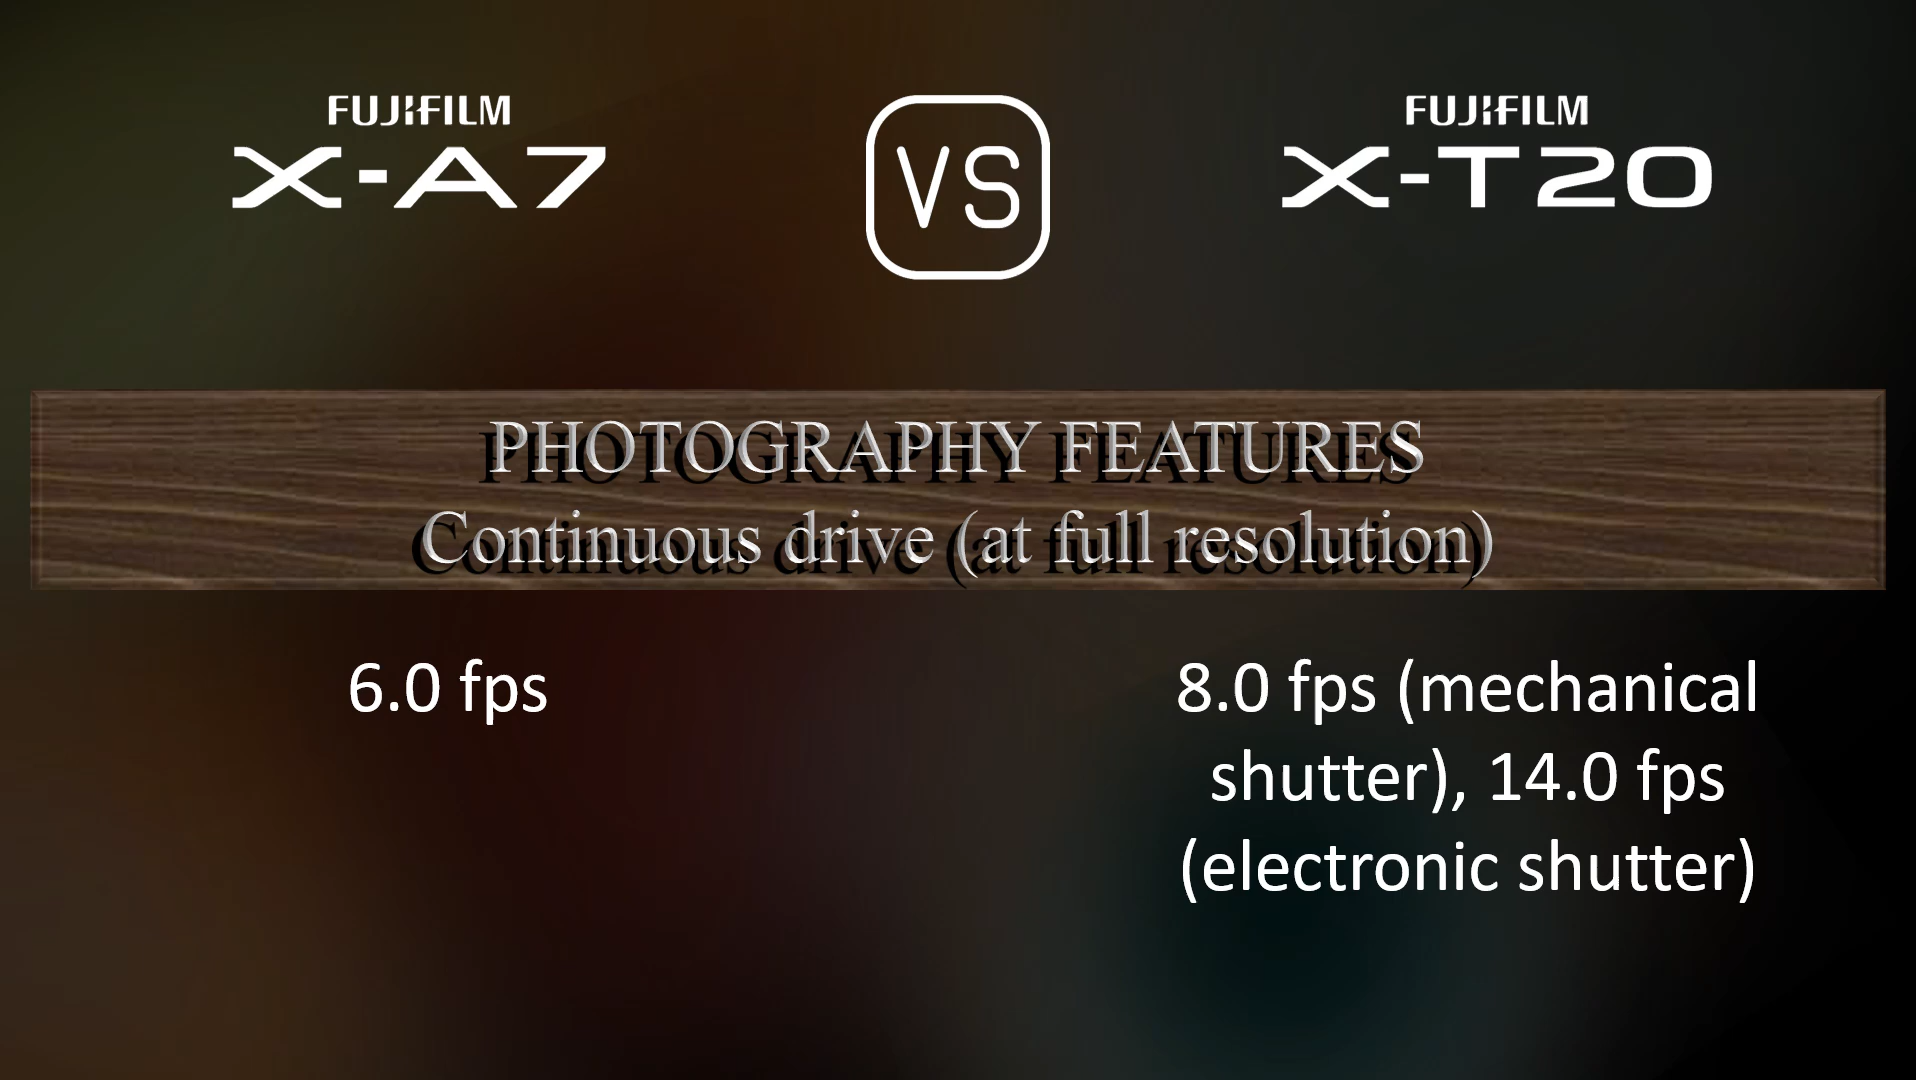 FUJIFILM
X-A7
VS
FUJIFILM
X-T20
PHOTOGRAPHY FEATURES
Continuous drive (at full resolution)
6.0 fps
8.0 fps (mechanical
shutter), 14.0 fps
(electronic shutter)